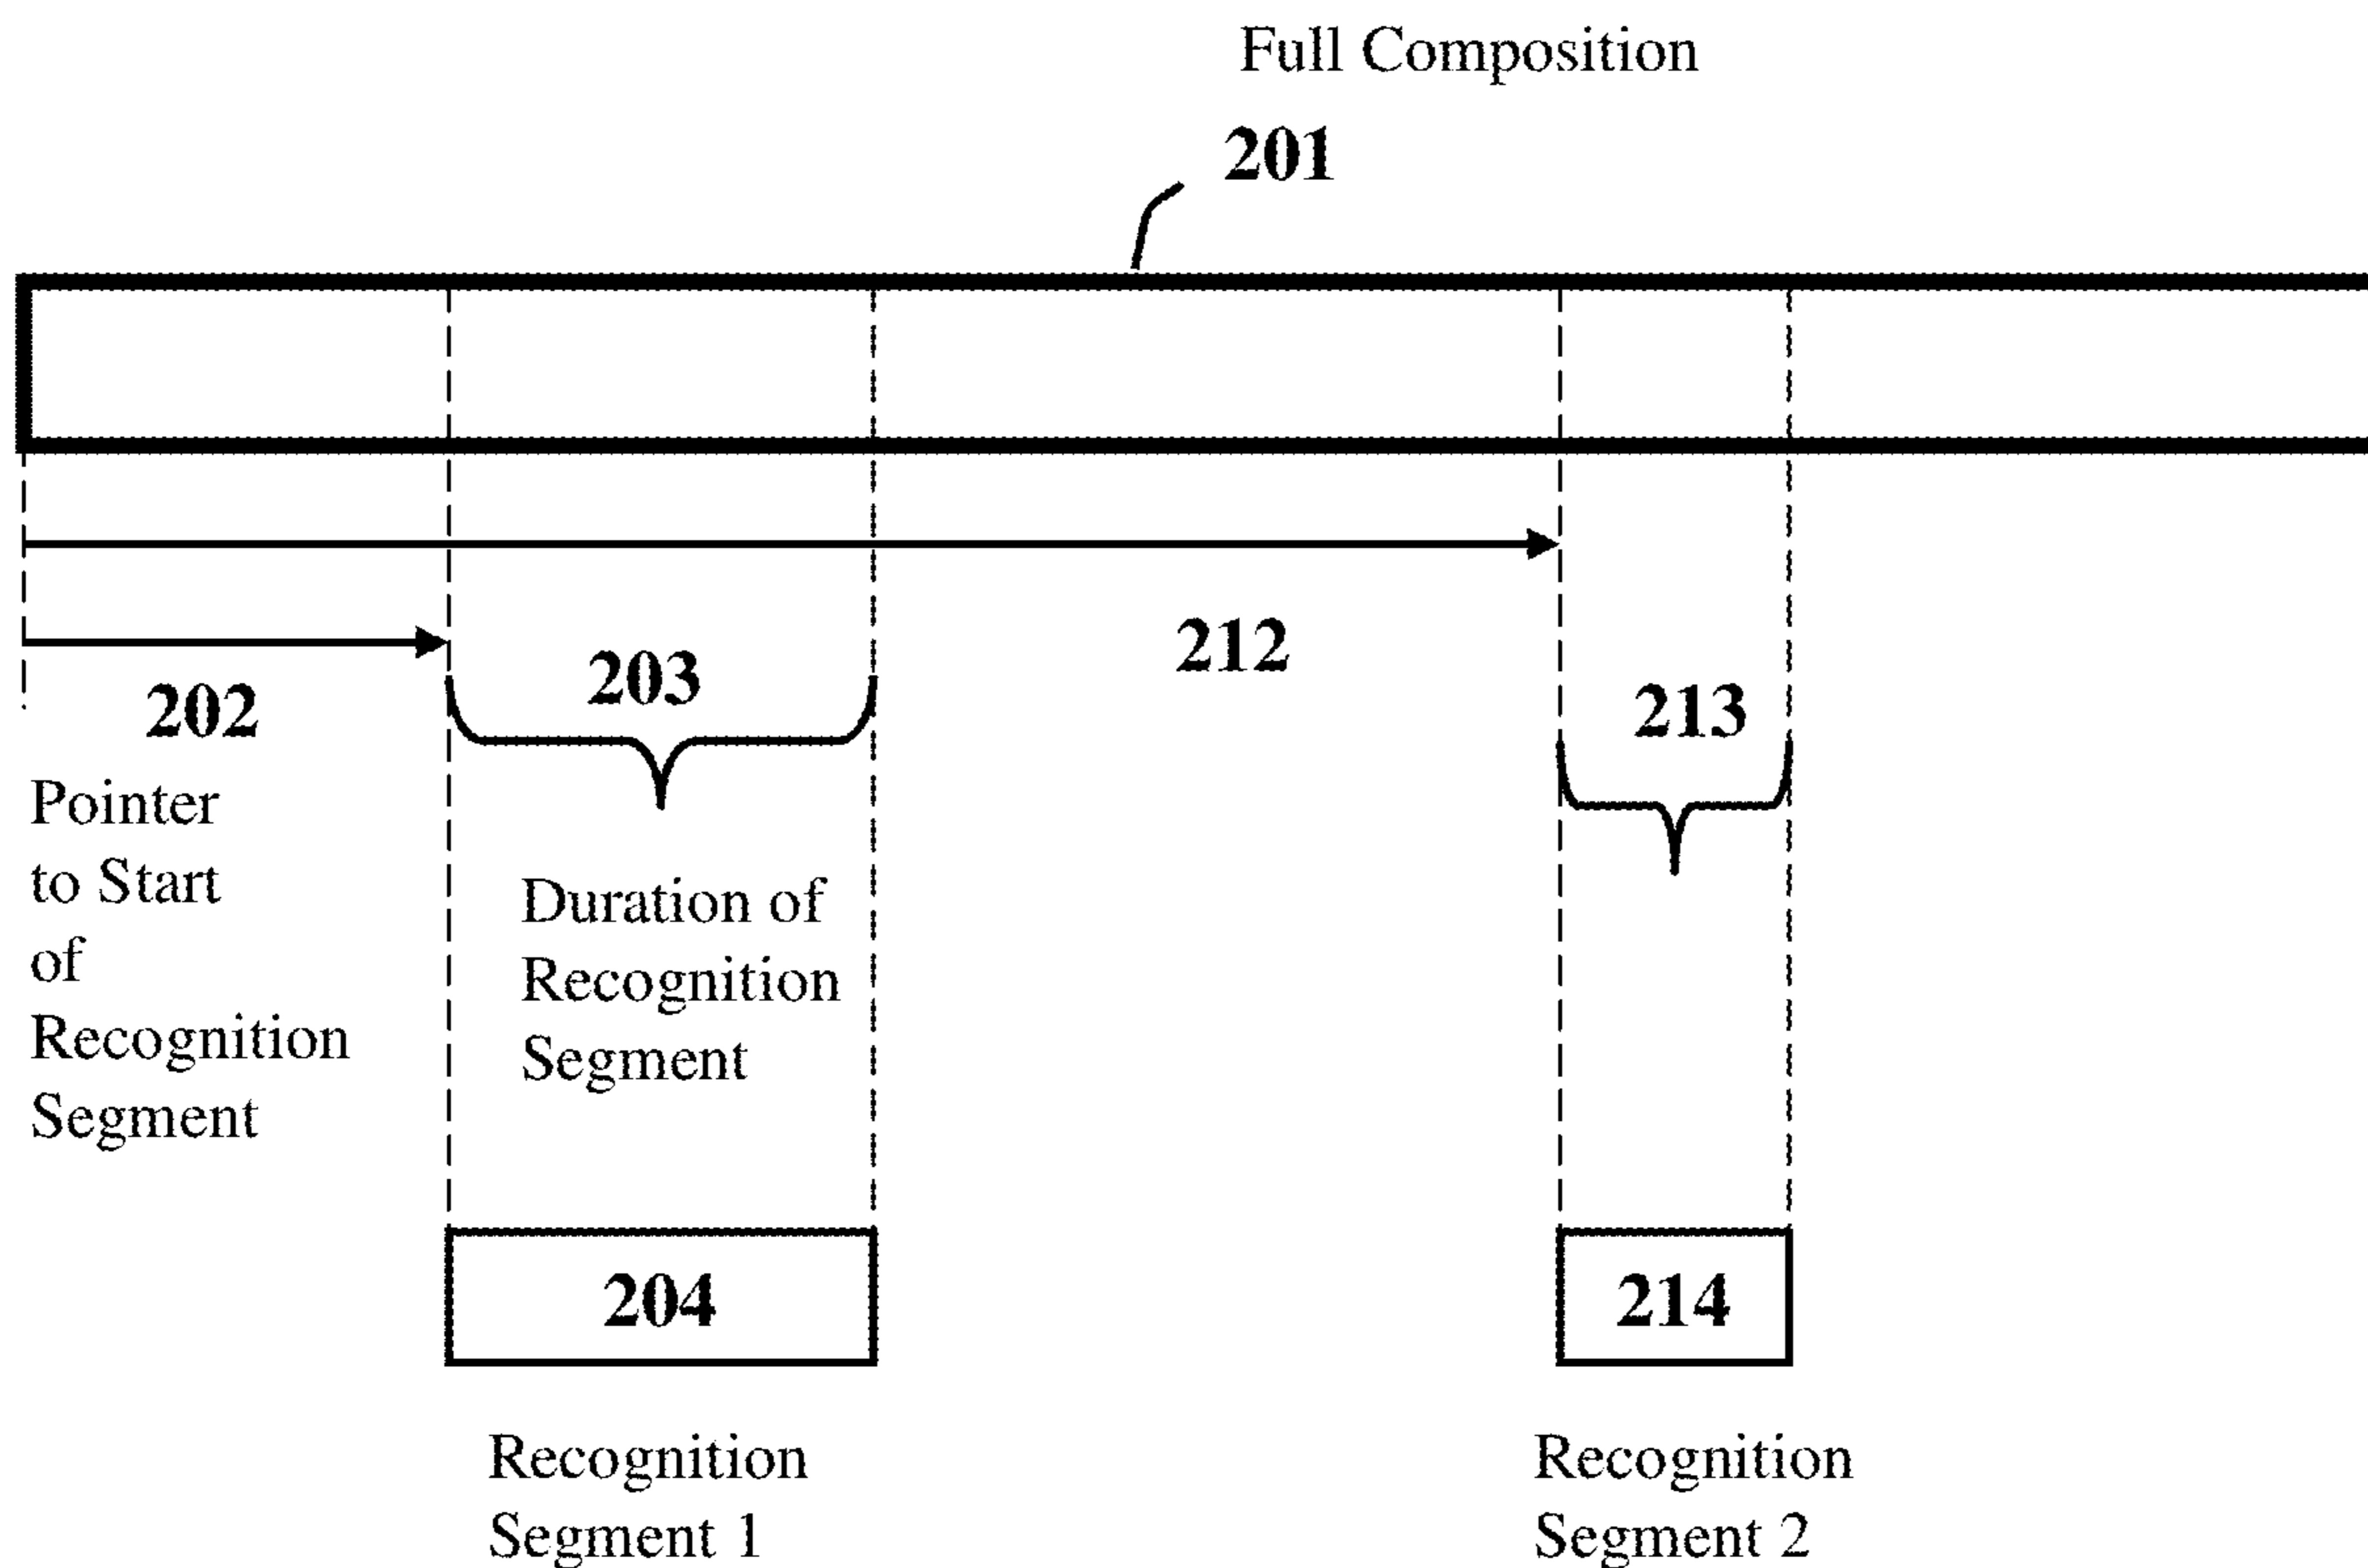 Full Composition
201
212
203
202
213
Pointer
to Start
of
Recognition
Segment
Duration of
Recognition
Segment
204
214
Recognition
Segment 1
Recognition
Segment 2